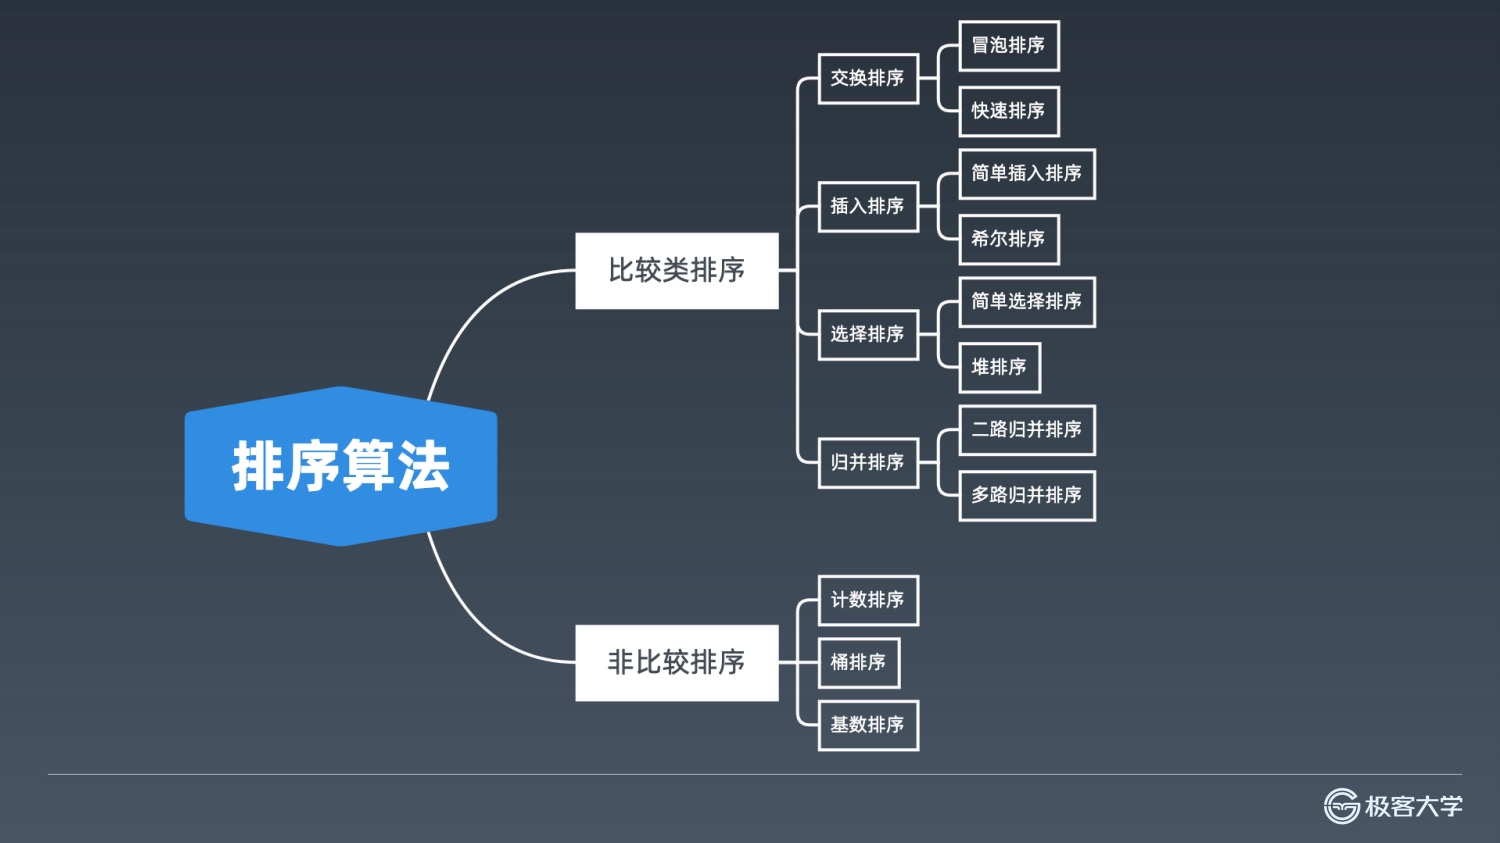 排序算法
比较类排序
交换排序
冒泡排序
快速排序
插入排序
简单插入排序
希尔排序
选择排序
简单选择排序
堆排序
归并排序
二路归并排序
多路归并排序
非比较排序
计数排序
桶排序
基数排序
极客大学